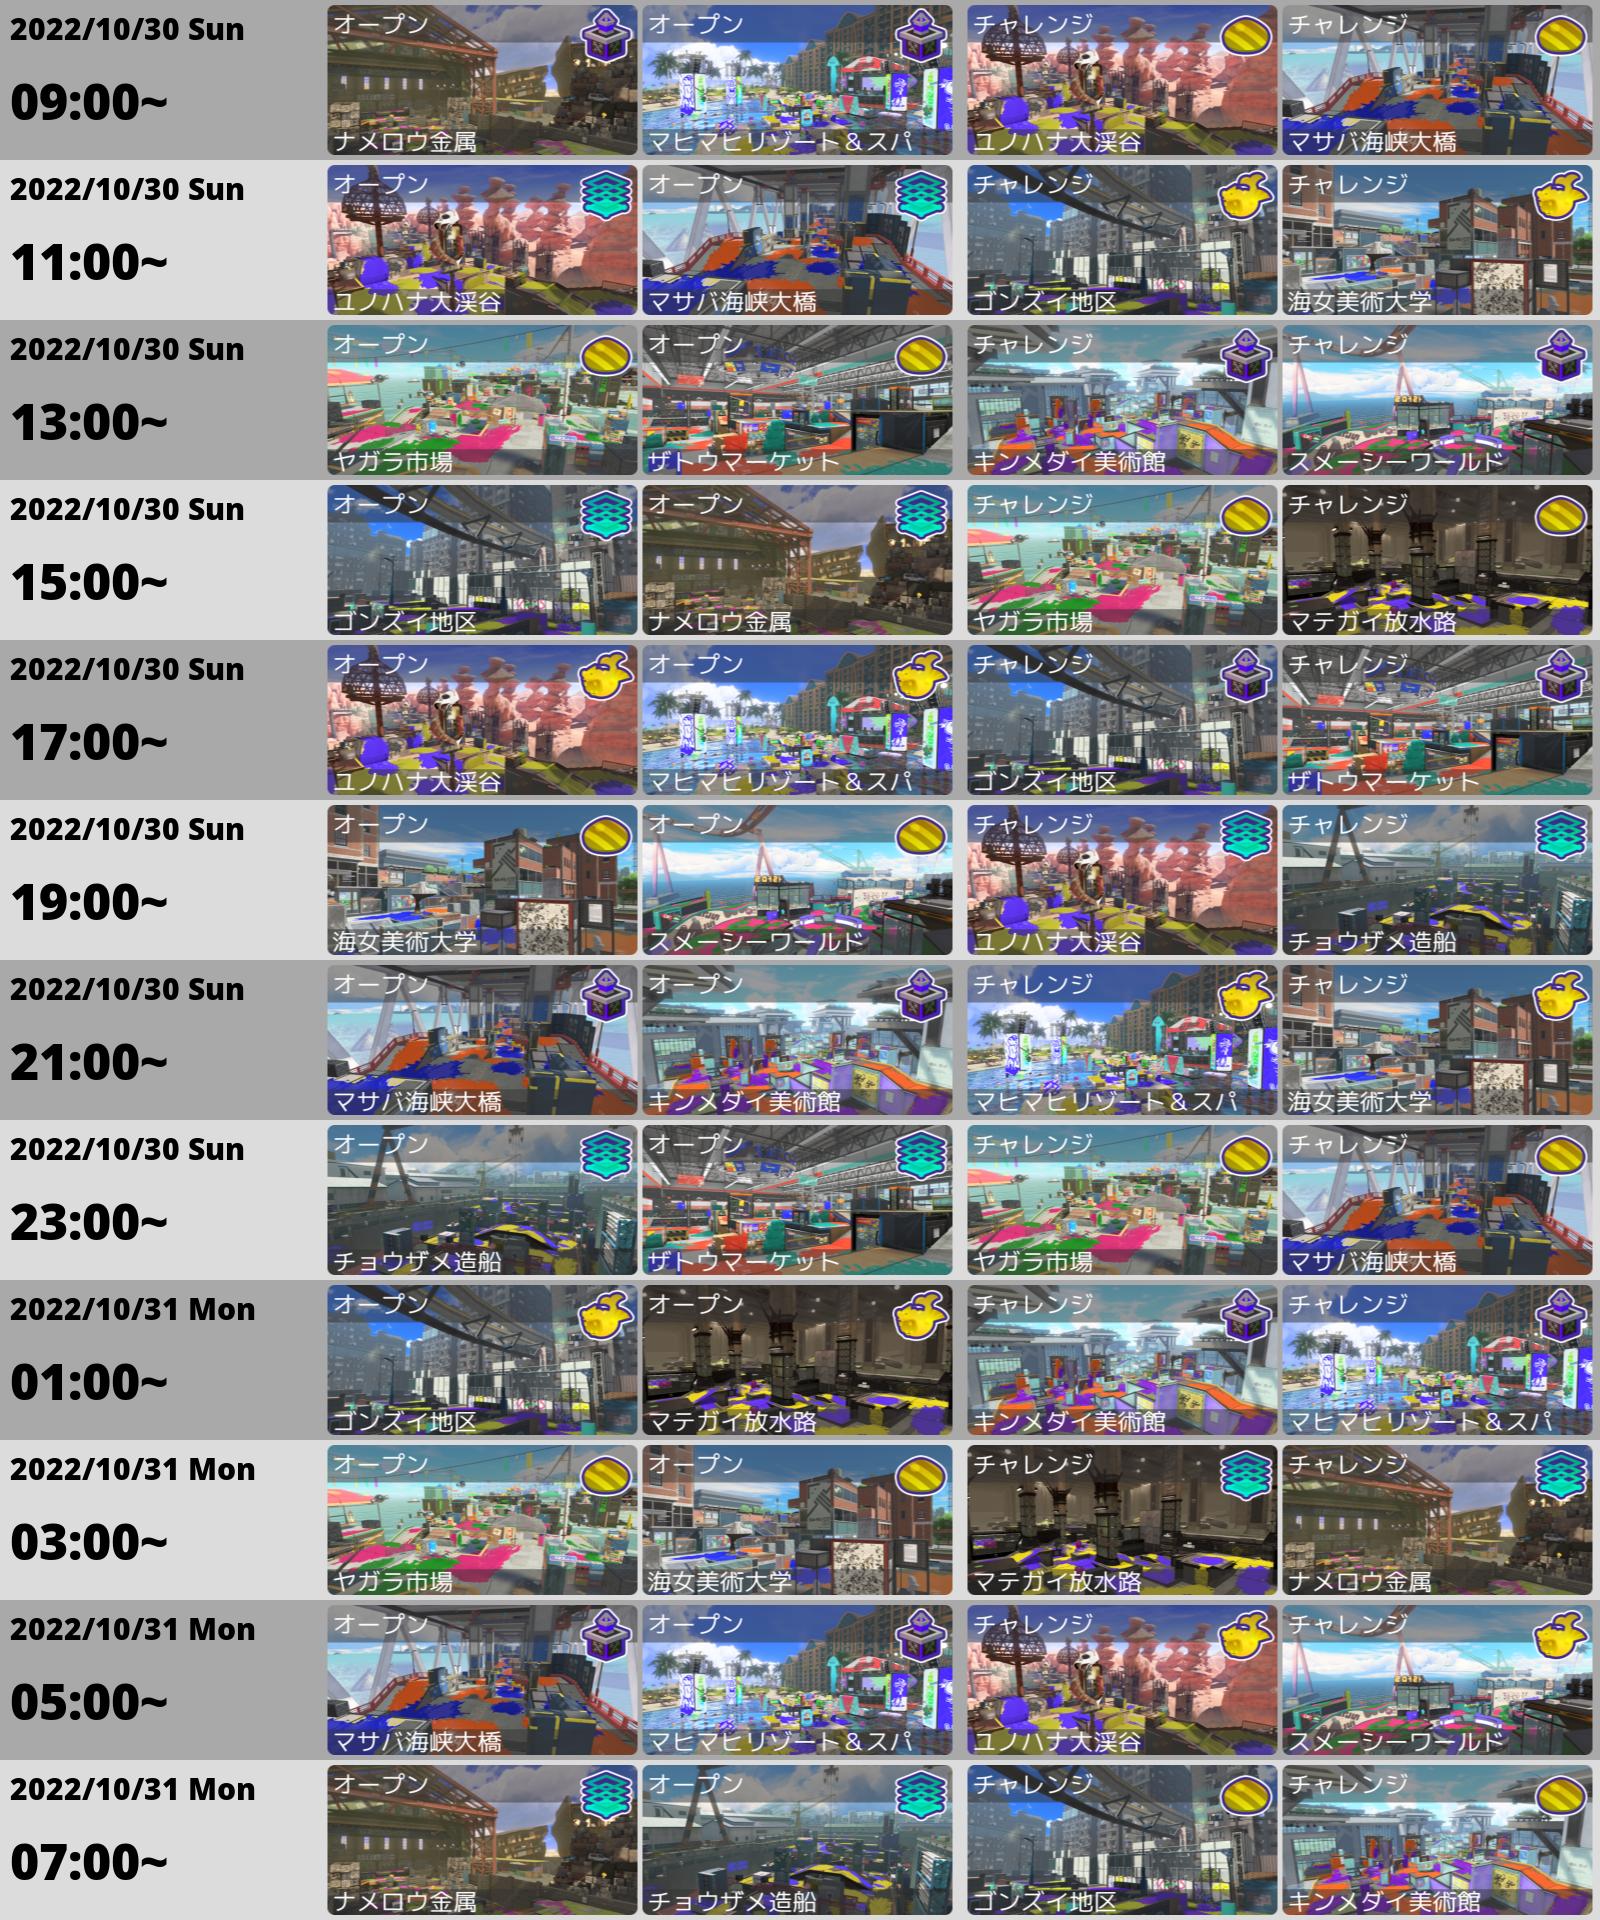 2022/10/30 Sun
09:00~
オープン
ナメロウ金属
オープン
マヒマヒリゾート＆スパ
チャレンジ
ユノハナ大渓谷
チャレンジ
マサバ海峡大橋
2022/10/30 Sun
11:00~
オープン
ユノハナ大渓谷
オープン
マサバ海峡大橋
チャレンジ
ゴンズイ地区
チャレンジ
海女美術大学
2022/10/30 Sun
13:00~
オープン
ヤガラ市場
オープン
ザトウマーケット
チャレンジ
キンメダイ美術館
チャレンジ
スメーシーワールド
2022/10/30 Sun
15:00~
オープン
ゴンズイ地区
オープン
ナメロウ金属
チャレンジ
ヤガラ市場
チャレンジ
マテガイ放水路
2022/10/30 Sun
17:00~
オープン
ユノハナ大渓谷
オープン
マヒマヒリゾート＆スパ
チャレンジ
ゴンズイ地区
チャレンジ
ザトウマーケット
2022/10/30 Sun
19:00~
オープン
海女美術大学
オープン
スメーシーワールド
チャレンジ
ユノハナ大渓谷
チャレンジ
チョウザメ造船
2022/10/30 Sun
21:00~
オープン
マサバ海峡大橋
オープン
キンメダイ美術館
チャレンジ
マヒマヒリゾート＆スパ
チャレンジ
海女美術大学
2022/10/30 Sun
23:00~
オープン
チョウザメ造船
オープン
ザトウマーケット
チャレンジ
ヤガラ市場
チャレンジ
マサバ海峡大橋
2022/10/31 Mon
01:00~
オープン
ゴンズイ地区
オープン
マテガイ放水路
チャレンジ
キンメダイ美術館
チャレンジ
マヒマヒリゾート＆スパ
2022/10/31 Mon
03:00~
オープン
ヤガラ市場
オープン
海女美術大学
チャレンジ
マテガイ放水路
チャレンジ
ナメロウ金属
2022/10/31 Mon
05:00~
オープン
マサバ海峡大橋
オープン
マヒマヒリゾート＆スパ
チャレンジ
ユノハナ大渓谷
チャレンジ
スメーシーワールド
2022/10/31 Mon
07:00~
オープン
ナメロウ金属
オープン
チョウザメ造船
チャレンジ
ゴンズイ地区
チャレンジ
キンメダイ美術館